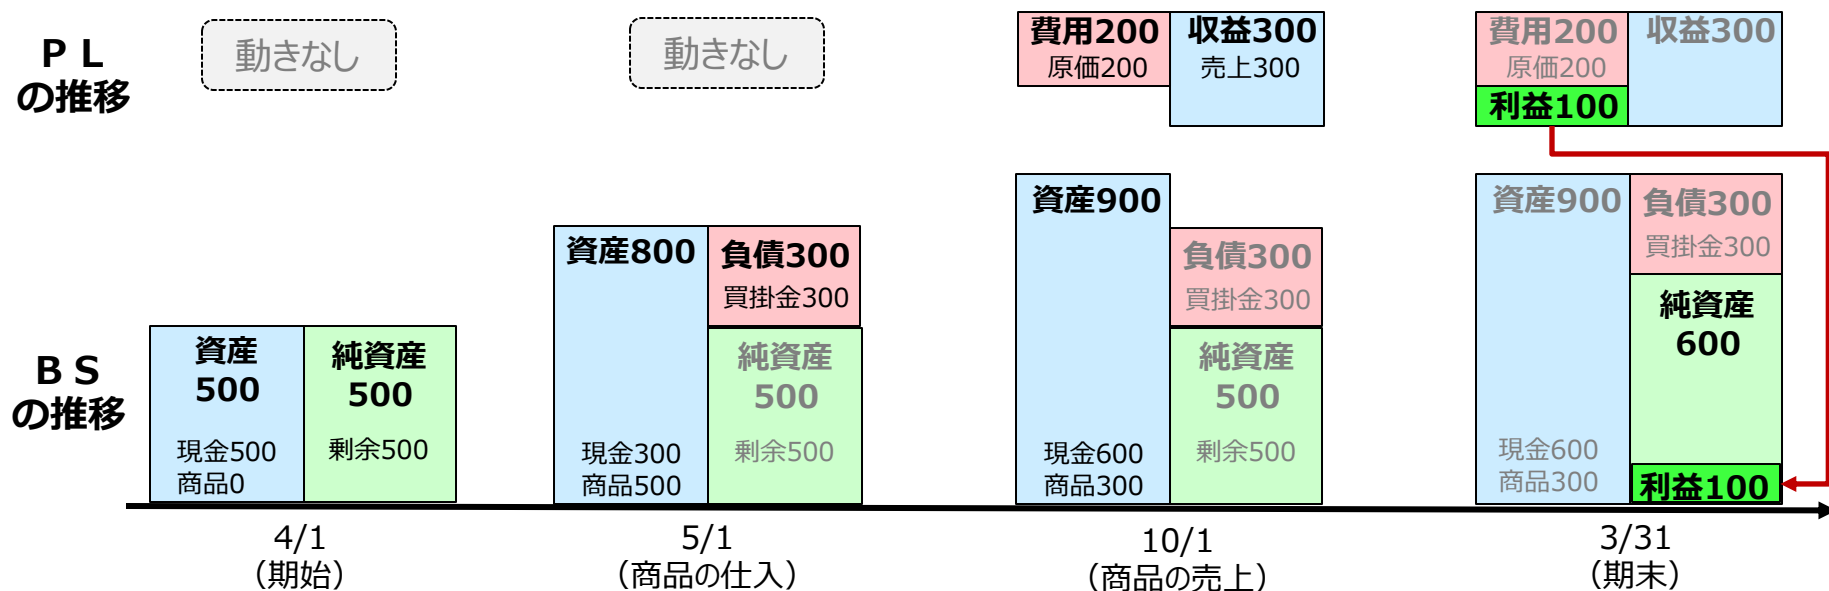 ＰＬ
の推移
動きなし
動きなし
費用200
原価200
収益300
売上300
費用200
原価200
利益100
収益300
ＢＳ
の推移
資産
500
現金500
商品0
純資産
500
剰余500
資産800
現金300
商品500
負債300
買掛金300
純資産
500
剰余500
資産900
現金600
商品300
負債300
買掛金300
純資産
500
剰余500
資産900
現金600
商品300
負債300
買掛金300
純資産
600
利益100
4/1
（期始）
5/1
（商品の仕入）
10/1
（商品の売上）
3/31
（期末）